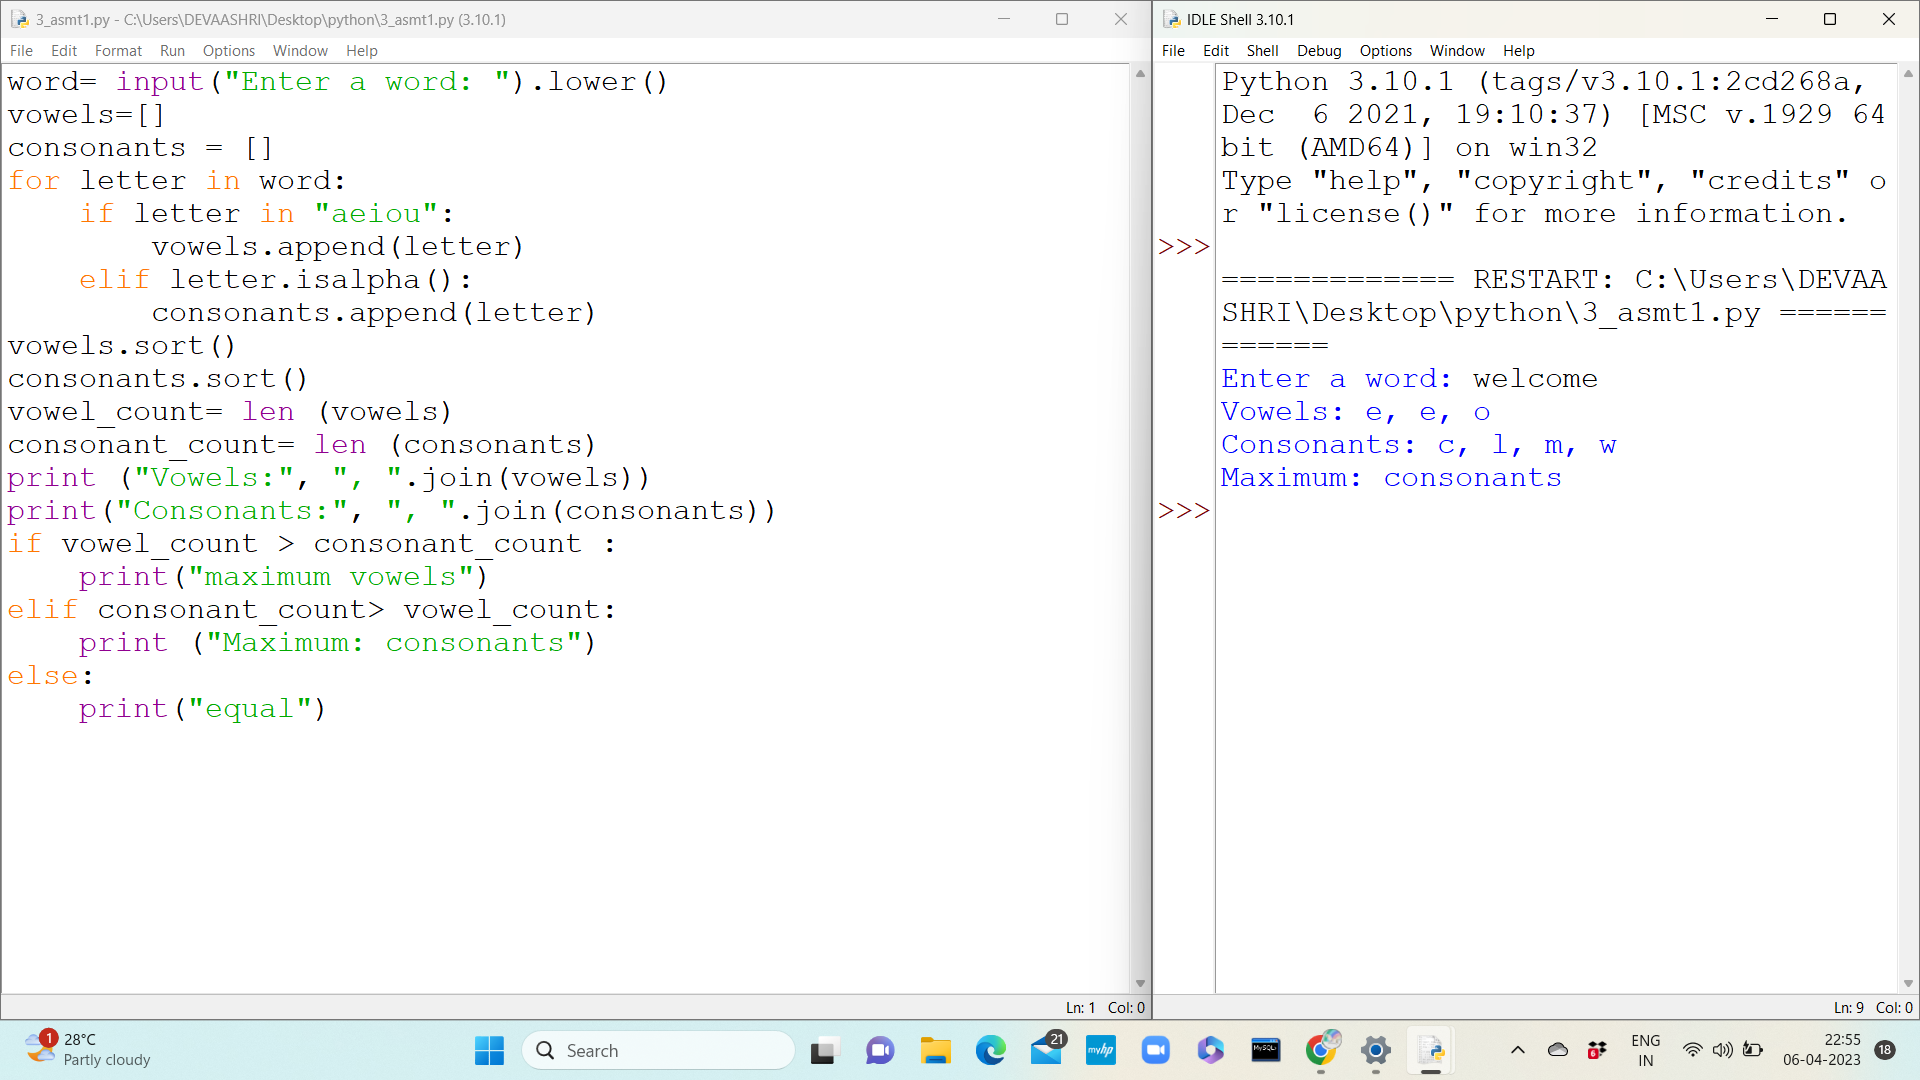 3_asmt1.py - C:\Users\DEVAASHRI\Desktop\python\3_asmt1.py (3.10.1)
File Edit Format Run Options Window Help
word= input("Enter a word: ").lower()
vowels=[]
consonants = []
for letter in word:
    if letter in "aeiou":
        vowels.append(letter)
    elif letter.isalpha():
        consonants.append(letter)
vowels.sort()
consonants.sort()
vowel_count= len (vowels)
consonant_count= len (consonants)
print ("Vowels:", ", ".join(vowels))
print("Consonants:", ", ".join(consonants))
if vowel_count > consonant_count :
    print("maximum vowels")
elif consonant_count> vowel_count:
    print ("Maximum: consonants")
else:
    print("equal")
Ln: 1 Col: 0
IDLE Shell 3.10.1
File Edit Shell Debug Options Window Help
Python 3.10.1 (tags/v3.10.1:2cd268a,
Dec  6 2021, 19:10:37) [MSC v.1929 64
bit (AMD64)] on win32
Type "help", "copyright", "credits" o
r "license()" for more information.
>>>
============= RESTART: C:\Users\DEVAA
SHRI\Desktop\python\3_asmt1.py ======
======
Enter a word: welcome
Vowels: e, e, o
Consonants: c, l, m, w
Maximum: consonants
>>>
Ln: 9 Col: 0
1
28°C
Partly cloudy
Search
21
myhp
MySQL
6
ENG
IN
22:55
06-04-2023
18